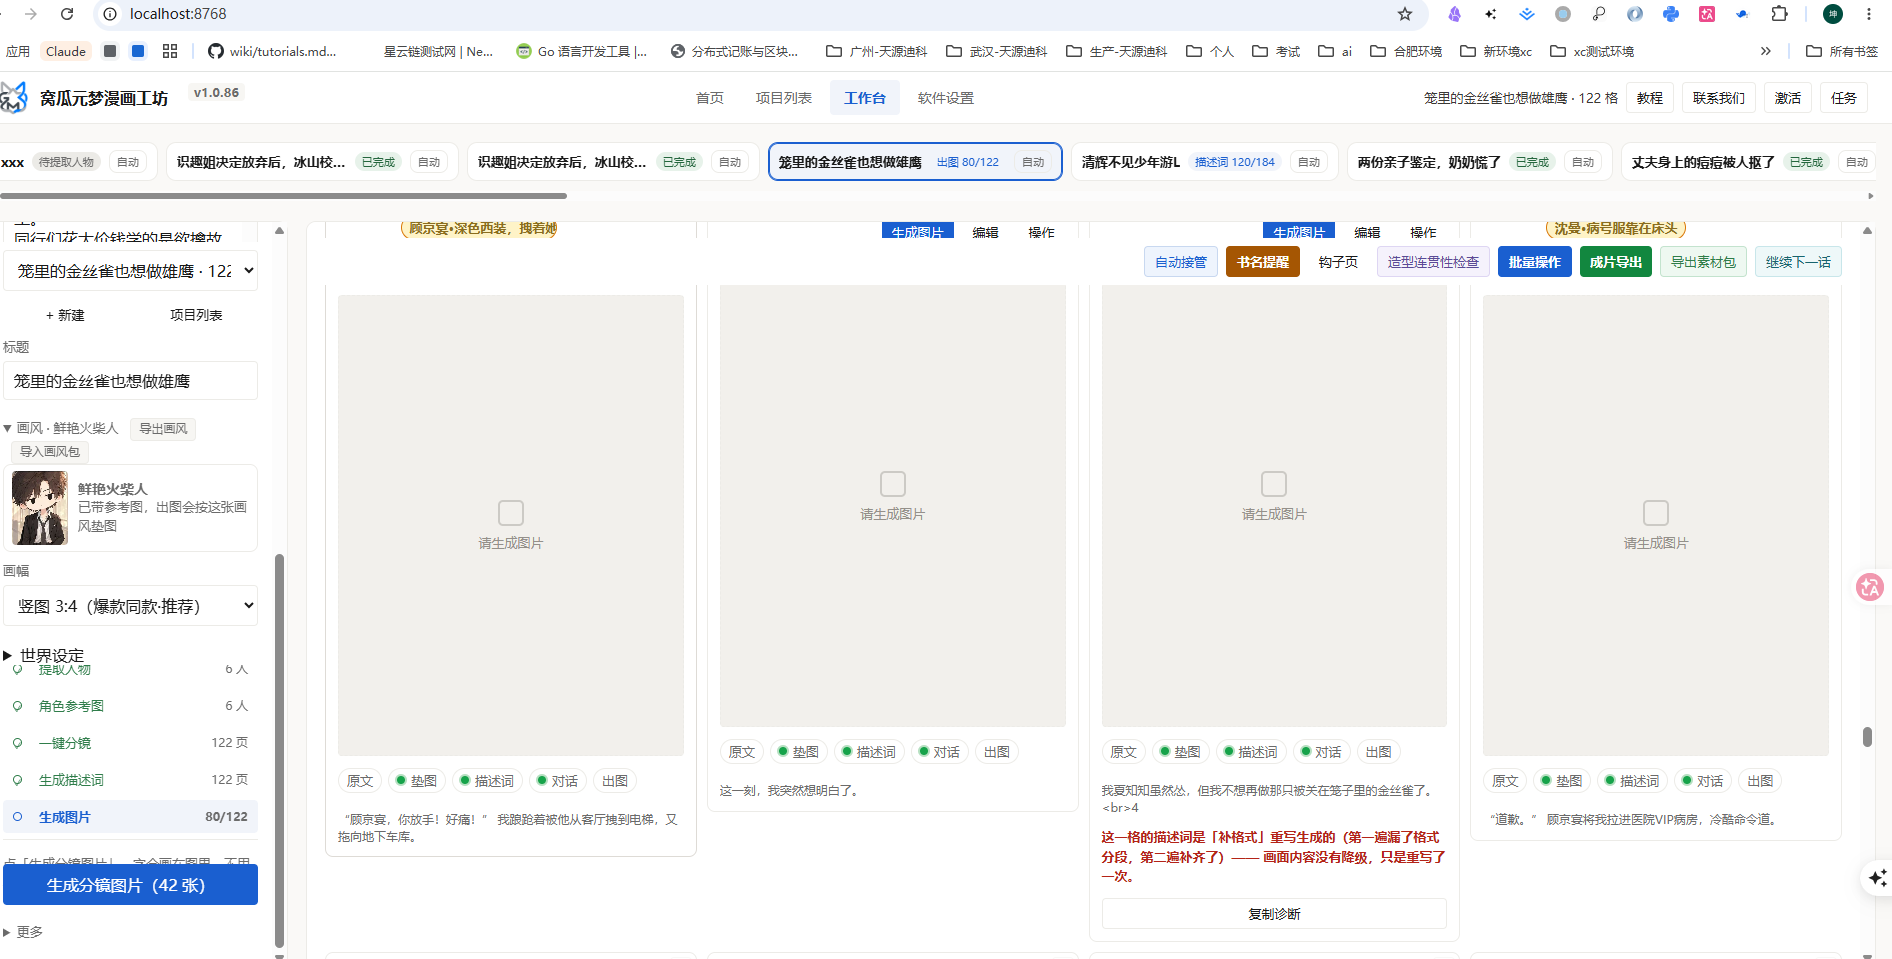 localhost:8768
坤
应用
Claude
wiki/tutorials.md...
星云链测试网 | Ne...
Go 语言开发工具 |...
分布式记账与区块...
广州-天源迪科
武汉-天源迪科
生产-天源迪科
个人
考试
ai
合肥环境
新环境xc
xc测试环境
所有书签
窝瓜元梦漫画工坊
v1.0.86
首页
项目列表
工作台
软件设置
笼里的金丝雀也想做雄鹰 · 122 格
教程
联系我们
激活
任务
xxx 待提取人物 自动
识趣姐决定放弃后，冰山校... 已完成 自动
识趣姐决定放弃后，冰山校... 已完成 自动
笼里的金丝雀也想做雄鹰 出图 80/122 自动
清辉不见少年游L 描述词 120/184 自动
两份亲子鉴定，奶奶慌了 已完成 自动
丈夫身上的痘痘被人抠了 已完成 自动
同行们花大价钱学的是欲擒故
笼里的金丝雀也想做雄鹰 · 122
+ 新建
项目列表
标题
笼里的金丝雀也想做雄鹰
▼ 画风 · 鲜艳火柴人
导出画风
导入画风包
鲜艳火柴人
已带参考图，出图会按这张画
风垫图
画幅
竖图 3:4（爆款同款·推荐）
▶ 世界设定
提取人物 6 人
角色参考图 6 人
一键分镜 122 页
生成描述词 122 页
生成图片 80/122
点「生成分镜图片」，字会画在图里，不用
生成分镜图片（42 张）
▶ 更多
顾京宴·深色西装，拽着她
生成图片 编辑 操作
生成图片 编辑 操作
沈曼·病号服靠在床头
自动接管
书名提醒
钩子页
造型连贯性检查
批量操作
成片导出
导出素材包
继续下一话
请生成图片
请生成图片
请生成图片
请生成图片
原文 垫图 描述词 对话 出图
“顾京宴，你放手！好痛！” 我踉跄着被他从客厅拽到电梯，又
拖向地下车库。
原文 垫图 描述词 对话 出图
这一刻，我突然想明白了。
原文 垫图 描述词 对话 出图
我夏知知虽然怂，但我不想再做那只被关在笼子里的金丝雀了。
<br>4
这一格的描述词是「补格式」重写生成的（第一遍漏了格式
分段，第二遍补齐了）—— 画面内容没有降级，只是重写了
一次。
复制诊断
原文 垫图 描述词 对话 出图
“道歉。” 顾京宴将我拉进医院VIP病房，冷酷命令道。